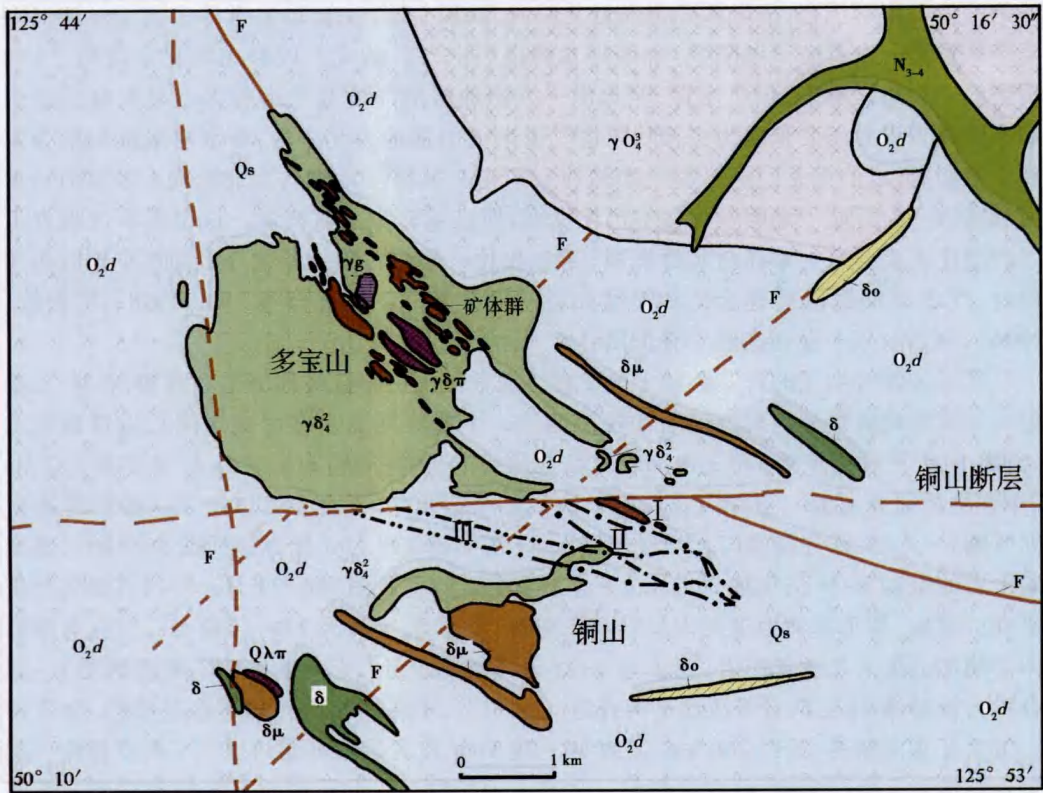 125° 44′
F
50° 16′ 30″
N₃₋₄
O₂d
γO₄³
O₂d
Qs
O₂d
F
F
δo
γg
矿体群
O₂d
O₂d
多宝山
γδπ
δμ
γδ₄²
δ
O₂d
γδ₄²
铜山断层
I
III
II
F
O₂d
γδ₂²
F
铜山
Qs
δμ
O₂d
Qλπ
F
δo
δ
δ
δμ
O₂d
O₂d
0 1 km
50° 10′
125° 53′